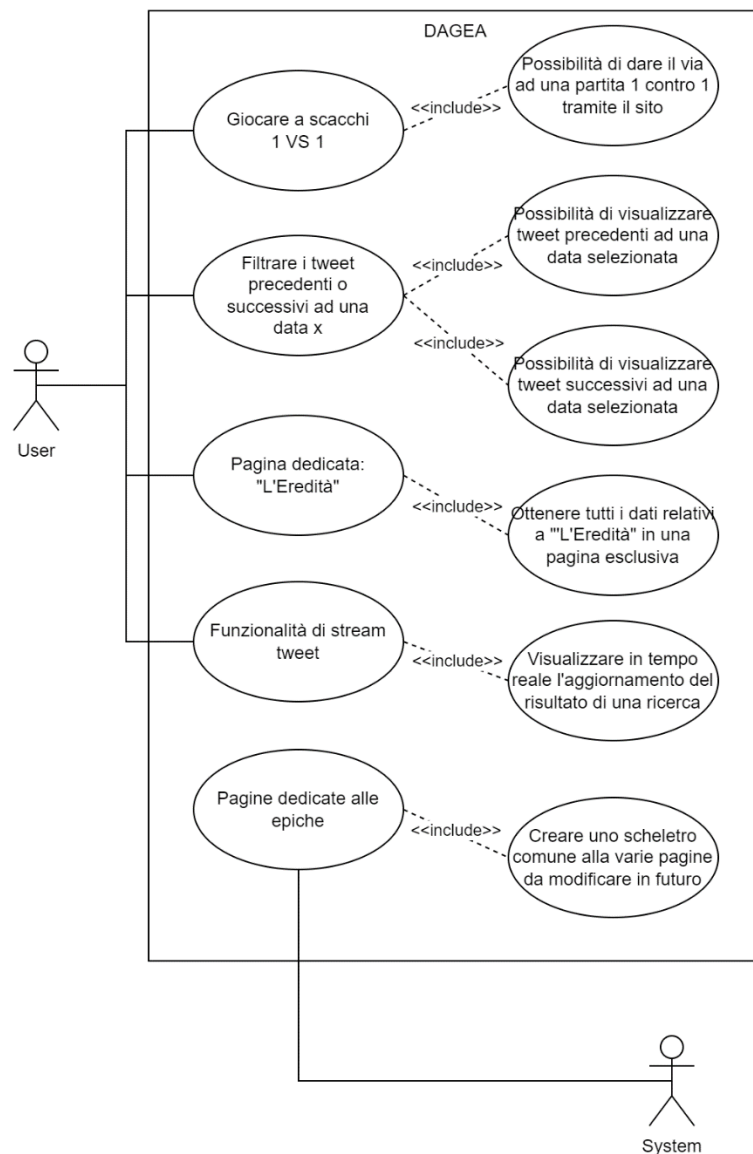 DAGEA
Giocare a scacchi
1 VS 1
<<include>>
Possibilità di dare il via
ad una partita 1 contro 1
tramite il sito
Filtrare i tweet
precedenti o
successivi ad una
data x
<<include>>
Possibilità di visualizzare
tweet precedenti ad una
data selezionata
<<include>>
Possibilità di visualizzare
tweet successivi ad una
data selezionata
User
Pagina dedicata:
"L'Eredità"
<<include>>
Ottenere tutti i dati relativi
a "'L'Eredità" in una
pagina esclusiva
Funzionalità di stream
tweet
<<include>>
Visualizzare in tempo
reale l'aggiornamento del
risultato di una ricerca
Pagine dedicate alle
epiche
<<include>>
Creare uno scheletro
comune alla varie pagine
da modificare in futuro
System